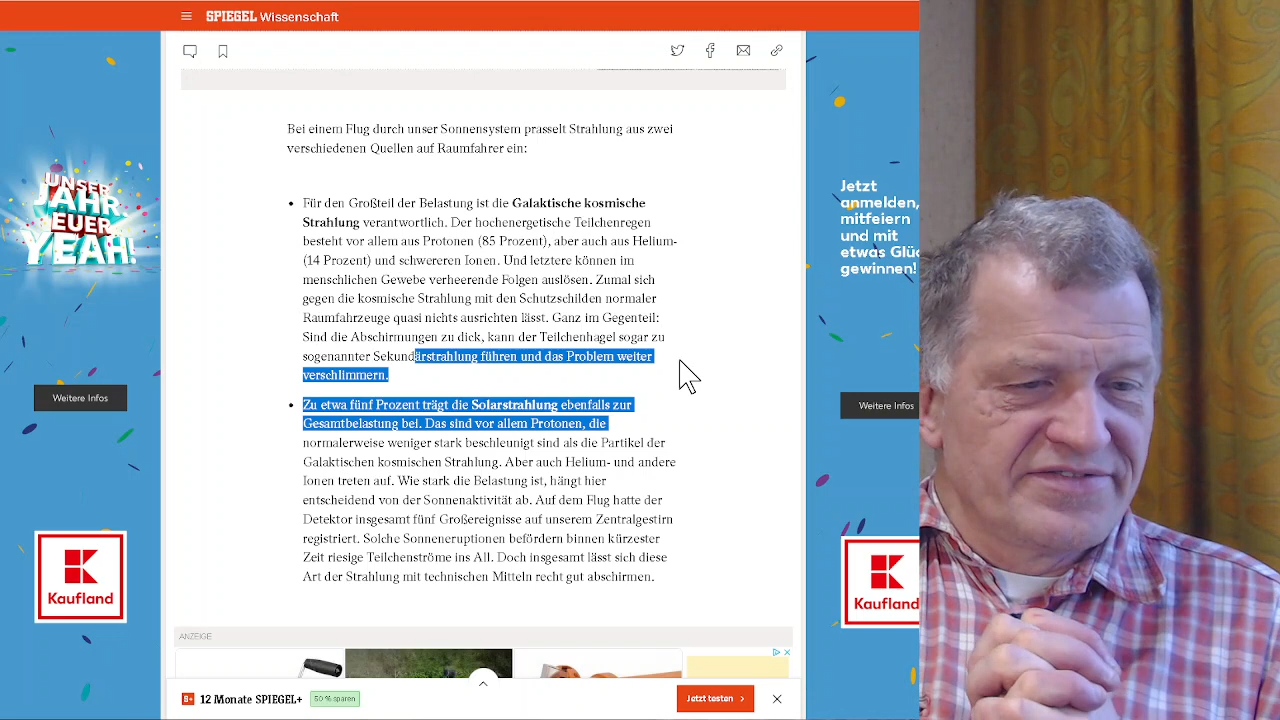 SPIEGEL Wissenschaft
Bei einem Flug durch unser Sonnensystem prasselt Strahlung aus zwei
verschiedenen Quellen auf Raumfahrer ein:
Für den Großteil der Belastung ist die Galaktische kosmische
Strahlung verantwortlich. Der hochenergetische Teilchenregen
besteht vor allem aus Protonen (85 Prozent), aber auch aus Helium-
(14 Prozent) und schwereren Ionen. Und letztere können im
menschlichen Gewebe verheerende Folgen auslösen. Zumal sich
gegen die kosmische Strahlung mit den Schutzschilden normaler
Raumfahrzeuge quasi nichts ausrichten lässt. Ganz im Gegenteil:
Sind die Abschirmungen zu dick, kann der Teilchenhagel sogar zu
sogenannter Sekundärstrahlung führen und das Problem weiter
verschlimmern.
Zu etwa fünf Prozent trägt die Solarstrahlung ebenfalls zur
Gesamtbelastung bei. Das sind vor allem Protonen, die
normalerweise weniger stark beschleunigt sind als die Partikel der
Galaktischen kosmischen Strahlung. Aber auch Helium- und andere
Ionen treten auf. Wie stark die Belastung ist, hängt hier
entscheidend von der Sonnenaktivität ab. Auf dem Flug hatte der
Detektor insgesamt fünf Großereignisse auf unserem Zentralgestirn
registriert. Solche Sonneneruptionen befördern binnen kürzester
Zeit riesige Teilchenströme ins All. Doch insgesamt lässt sich diese
Art der Strahlung mit technischen Mitteln recht gut abschirmen.
ANZEIGE
S+ 12 Monate SPIEGEL+ 50 % sparen Jetzt testen
UNSER
JAHR.
EUER
YEAH!
Weitere Infos
Kaufland
Jetzt
anmelden,
mitfeiern
und mit
etwas Glü
gewinnen!
Weitere Infos
Kaufland